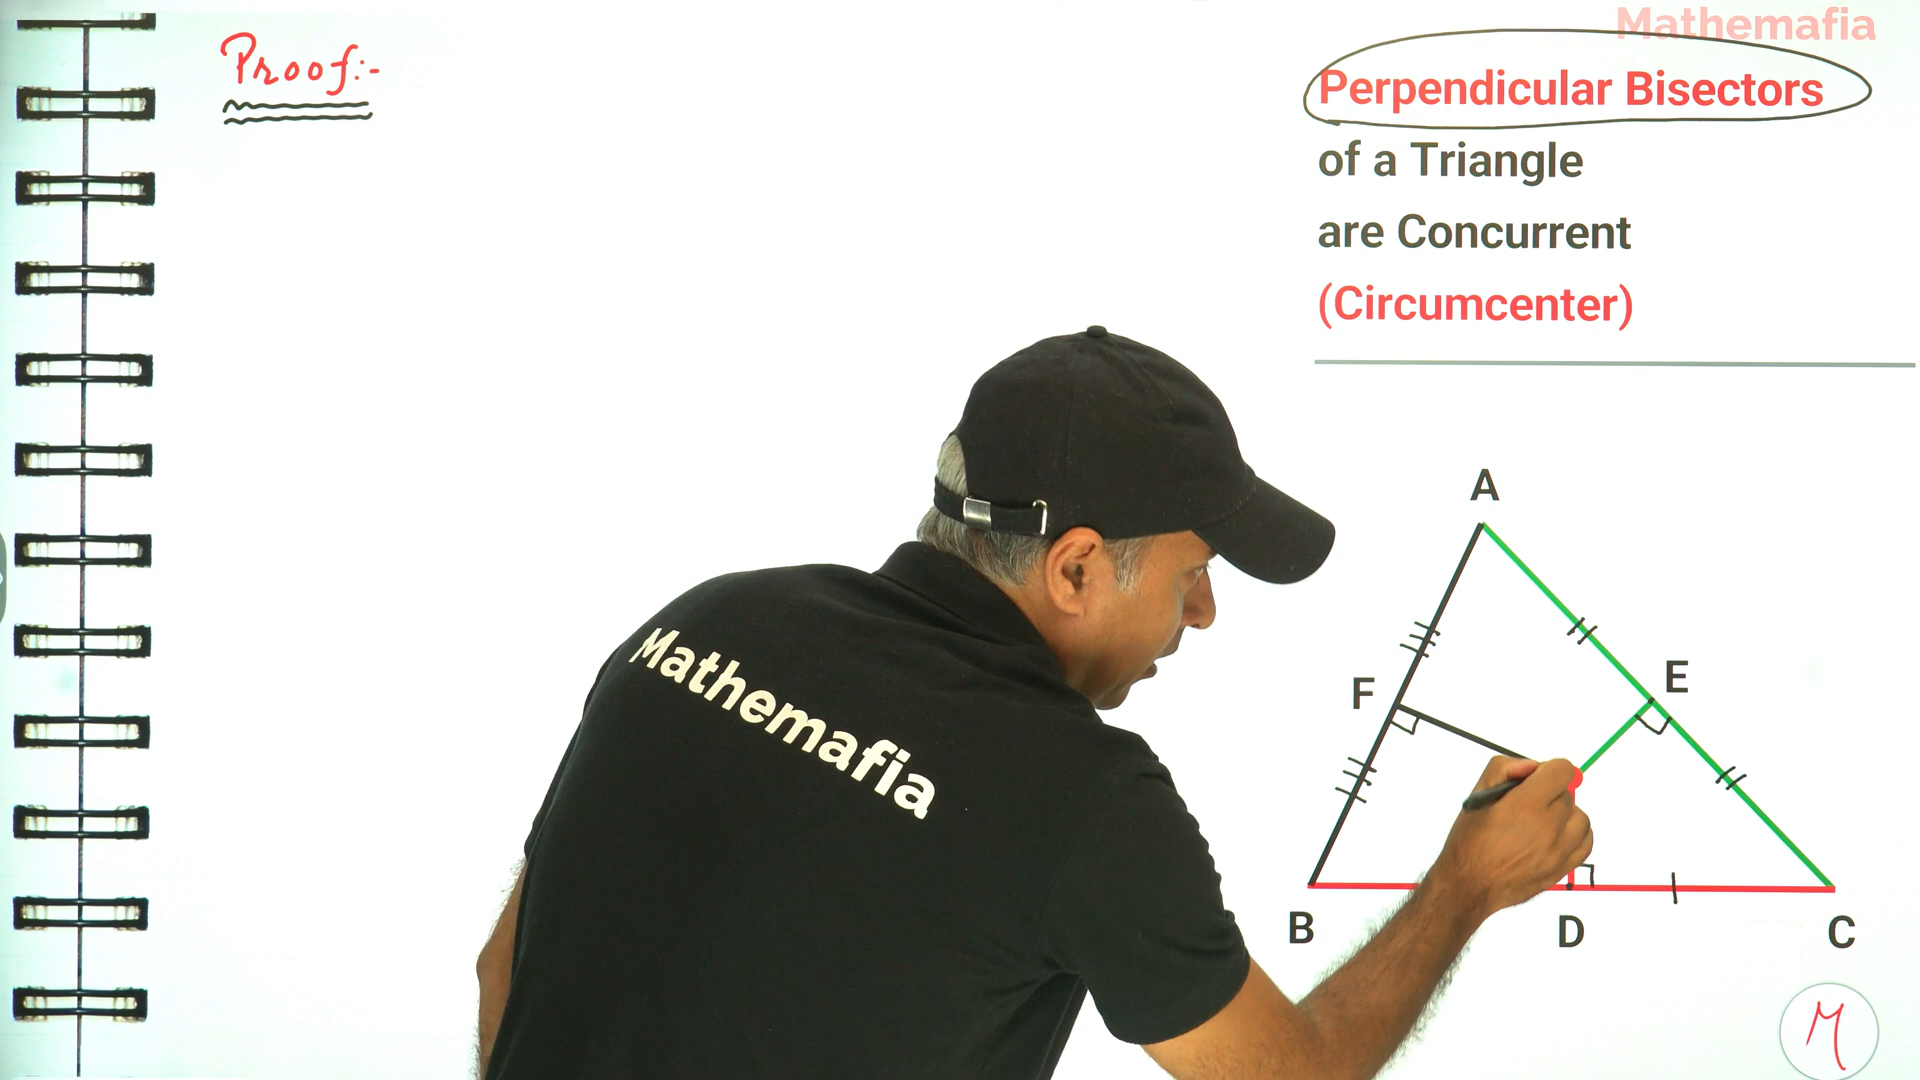 Mathemafia
Proof:-
Perpendicular Bisectors
of a Triangle
are Concurrent
(Circumcenter)
A
E
F
Mathemafia
B
D
C
M